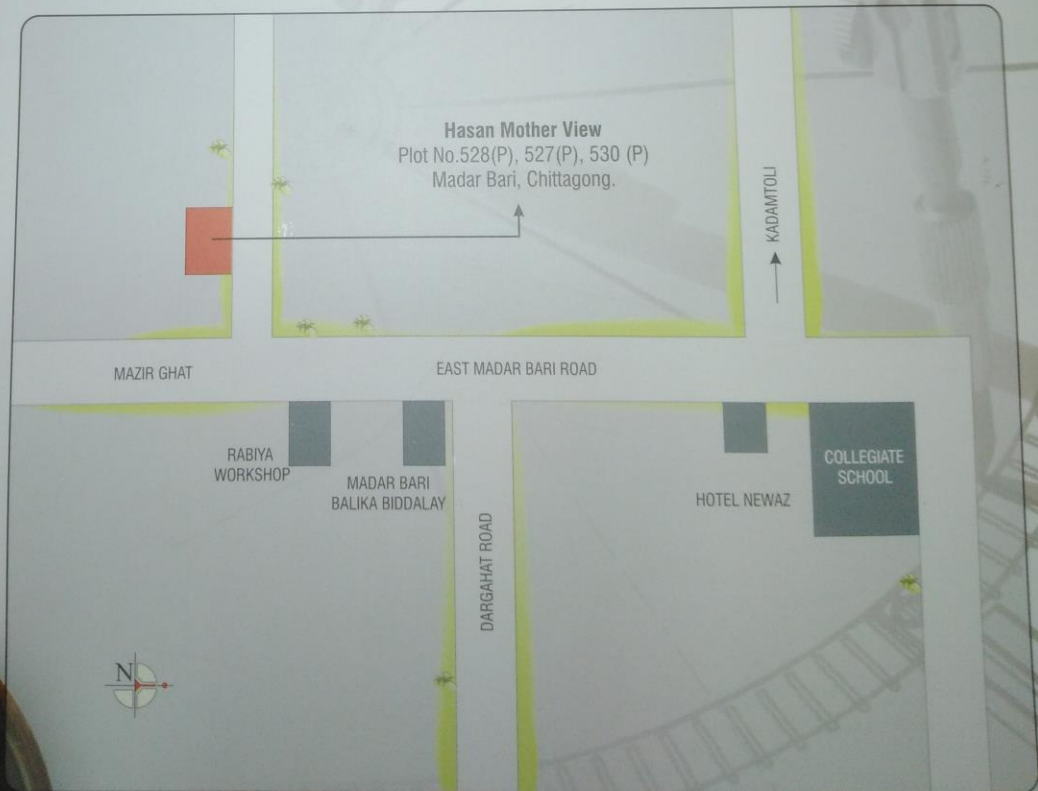 Hasan Mother View
Plot No.528(P), 527(P), 530 (P)
Madar Bari, Chittagong.
KADAMTOLI
MAZIR GHAT
EAST MADAR BARI ROAD
RABIYA
WORKSHOP
MADAR BARI
BALIKA BIDDALAY
DARGAHAT ROAD
HOTEL NEWAZ
COLLEGIATE
SCHOOL
N